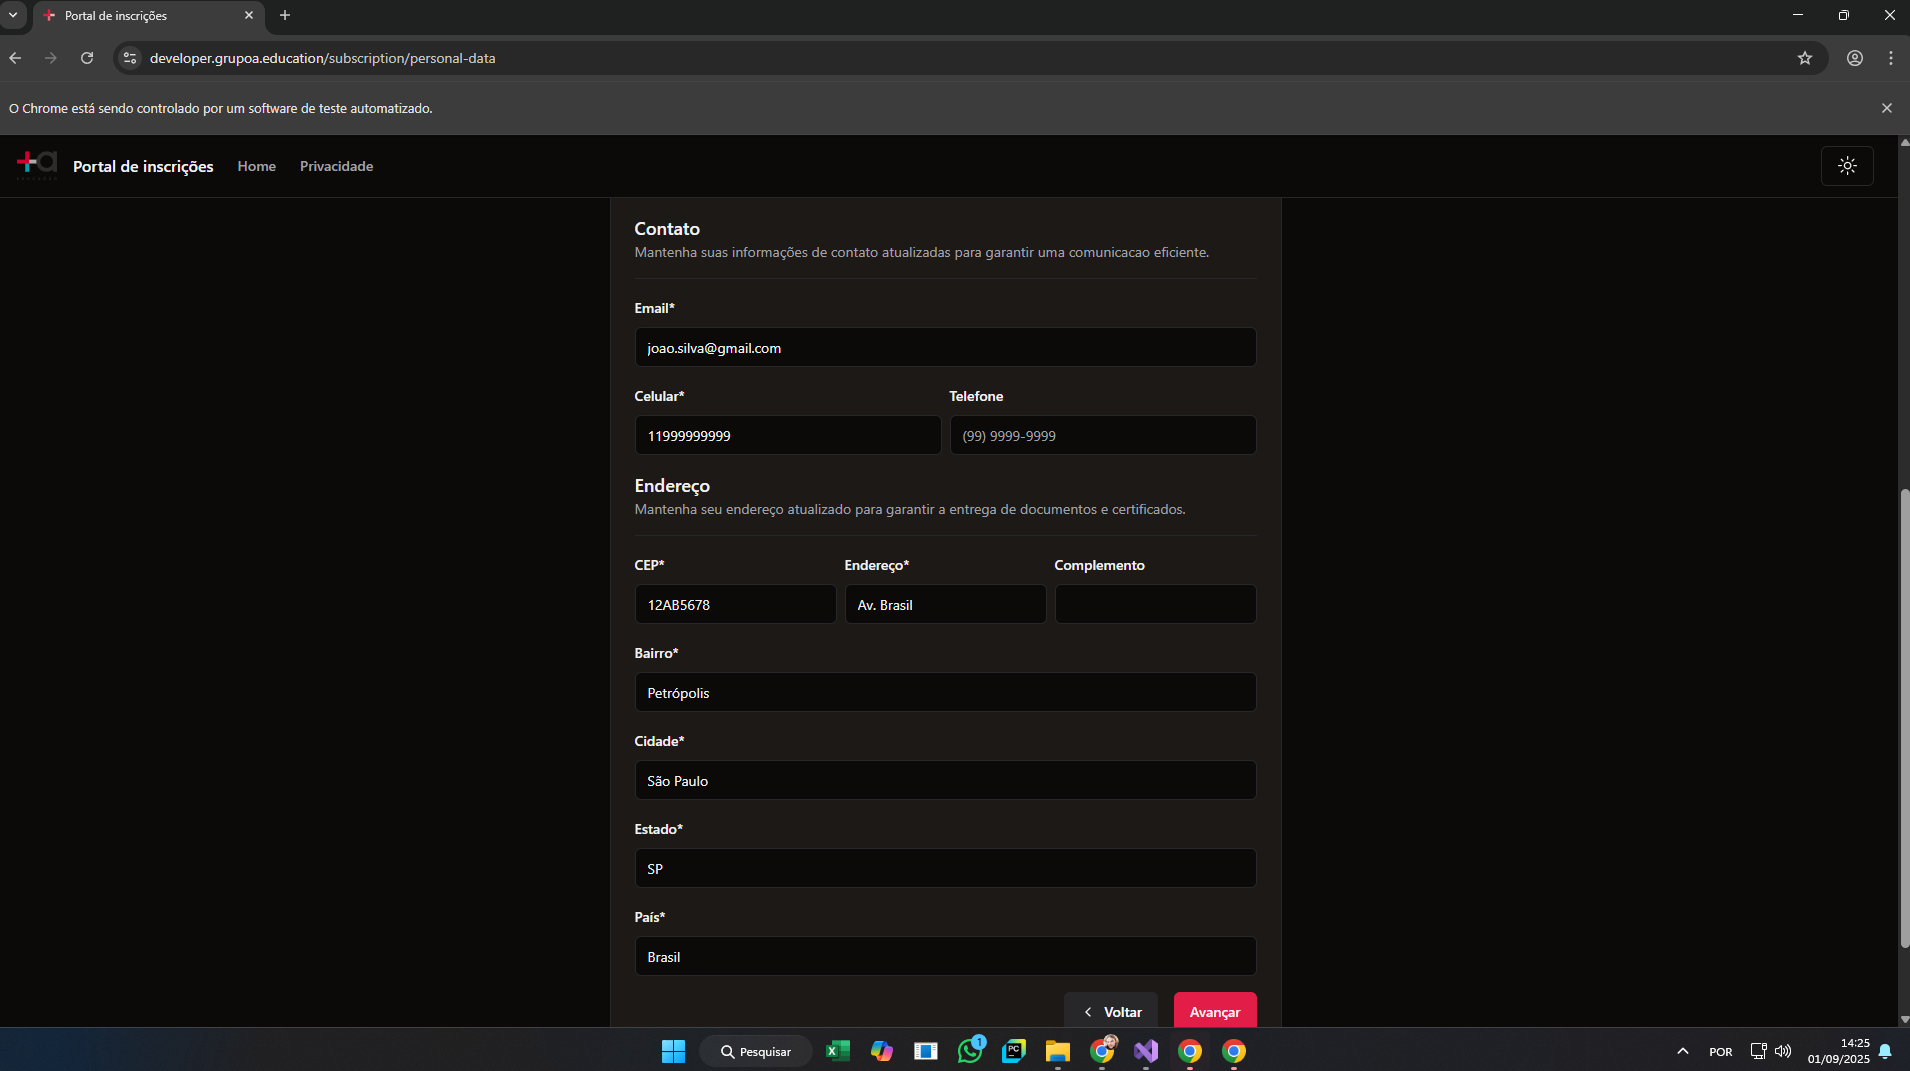 Portal de inscrições
developer.grupoa.education/subscription/personal-data
O Chrome está sendo controlado por um software de teste automatizado.
+a
Portal de inscrições Home Privacidade
Contato
Mantenha suas informações de contato atualizadas para garantir uma comunicacao eficiente.
Email*
joao.silva@gmail.com
Celular* Telefone
11999999999 (99) 9999-9999
Endereço
Mantenha seu endereço atualizado para garantir a entrega de documentos e certificados.
CEP* Endereço* Complemento
12AB5678 Av. Brasil
Bairro*
Petrópolis
Cidade*
São Paulo
Estado*
SP
País*
Brasil
Voltar Avançar
Pesquisar
1
PC
POR
14:25
01/09/2025